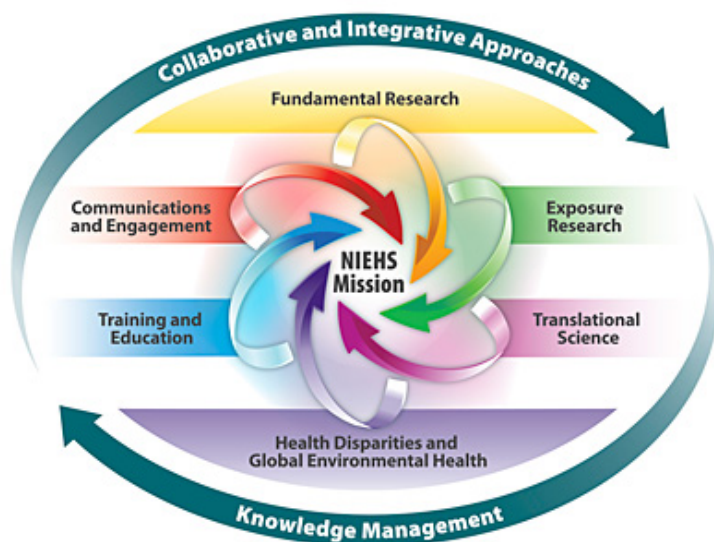 Collaborative and Integrative Approaches
Fundamental Research
Communications
and Engagement
Exposure
Research
NIEHS
Mission
Training and
Education
Translational
Science
Health Disparities and
Global Environmental Health
Knowledge Management